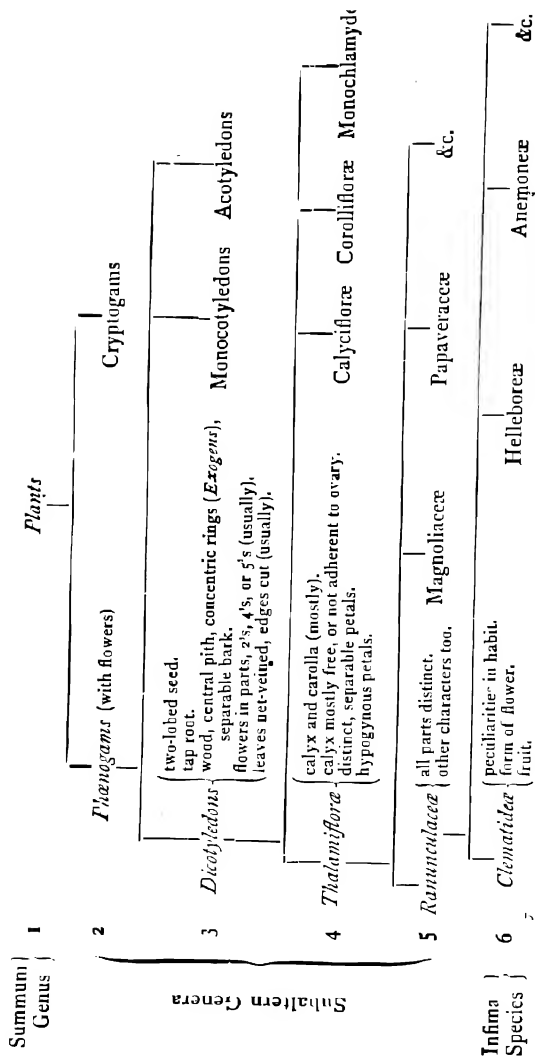 Summum
Genus
1
Plants
2
Phænogams (with flowers)
Cryptogams
3
Dicotyledons
two-lobed seed.
tap root.
wood, central pith, concentric rings (Exogens),
separable bark.
flowers in parts, 2's, 4's, or 5's (usually).
leaves net-veined, edges cut (usually).
Monocotyledons
Acotyledons
Subaltern Genera
4
Thalamifloræ
calyx and carolla (mostly).
calyx mostly free, or not adherent to ovary.
distinct, separable petals.
hypogynous petals.
Calycifloræ
Corollifloræ
Monochlamyd
5
Ranunculaceæ
all parts distinct.
other characters too.
Magnoliaceæ
Papaveraceæ
&c.
Infima
Species
6
Clematideæ
peculiarities in habit.
form of flower.
fruit.
Helleboreæ
Anemoneæ
&c.